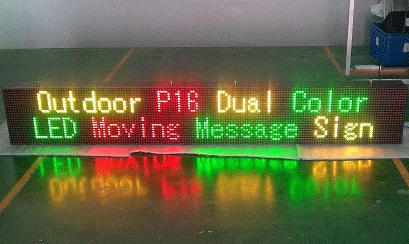 Outdoor P16 Dual Color
LED Moving Message Sign